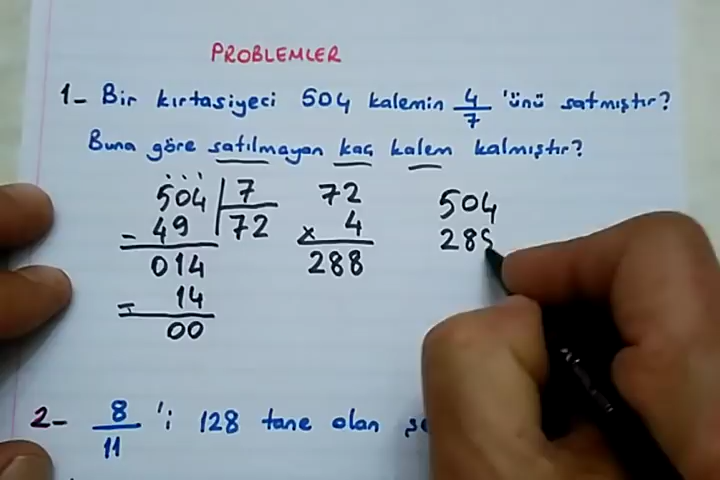 PROBLEMLER
1- Bir kırtasiyeci 504 kalemin 4/7 'ünü satmıştır?
Buna göre satılmayan kaç kalem kalmıştır?
504 7 72 504
- 49 72 x 4 288
014 288
- 14
00
2- 8/11 'i 128 tane olan